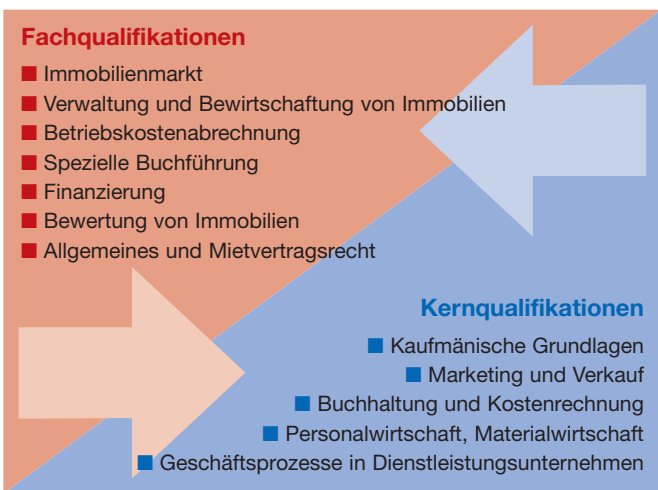 Fachqualifikationen
■ Immobilienmarkt
■ Verwaltung und Bewirtschaftung von Immobilien
■ Betriebskostenabrechnung
■ Spezielle Buchführung
■ Finanzierung
■ Bewertung von Immobilien
■ Allgemeines und Mietvertragsrecht
Kernqualifikationen
■ Kaufmänische Grundlagen
■ Marketing und Verkauf
■ Buchhaltung und Kostenrechnung
■ Personalwirtschaft, Materialwirtschaft
■ Geschäftsprozesse in Dienstleistungsunternehmen